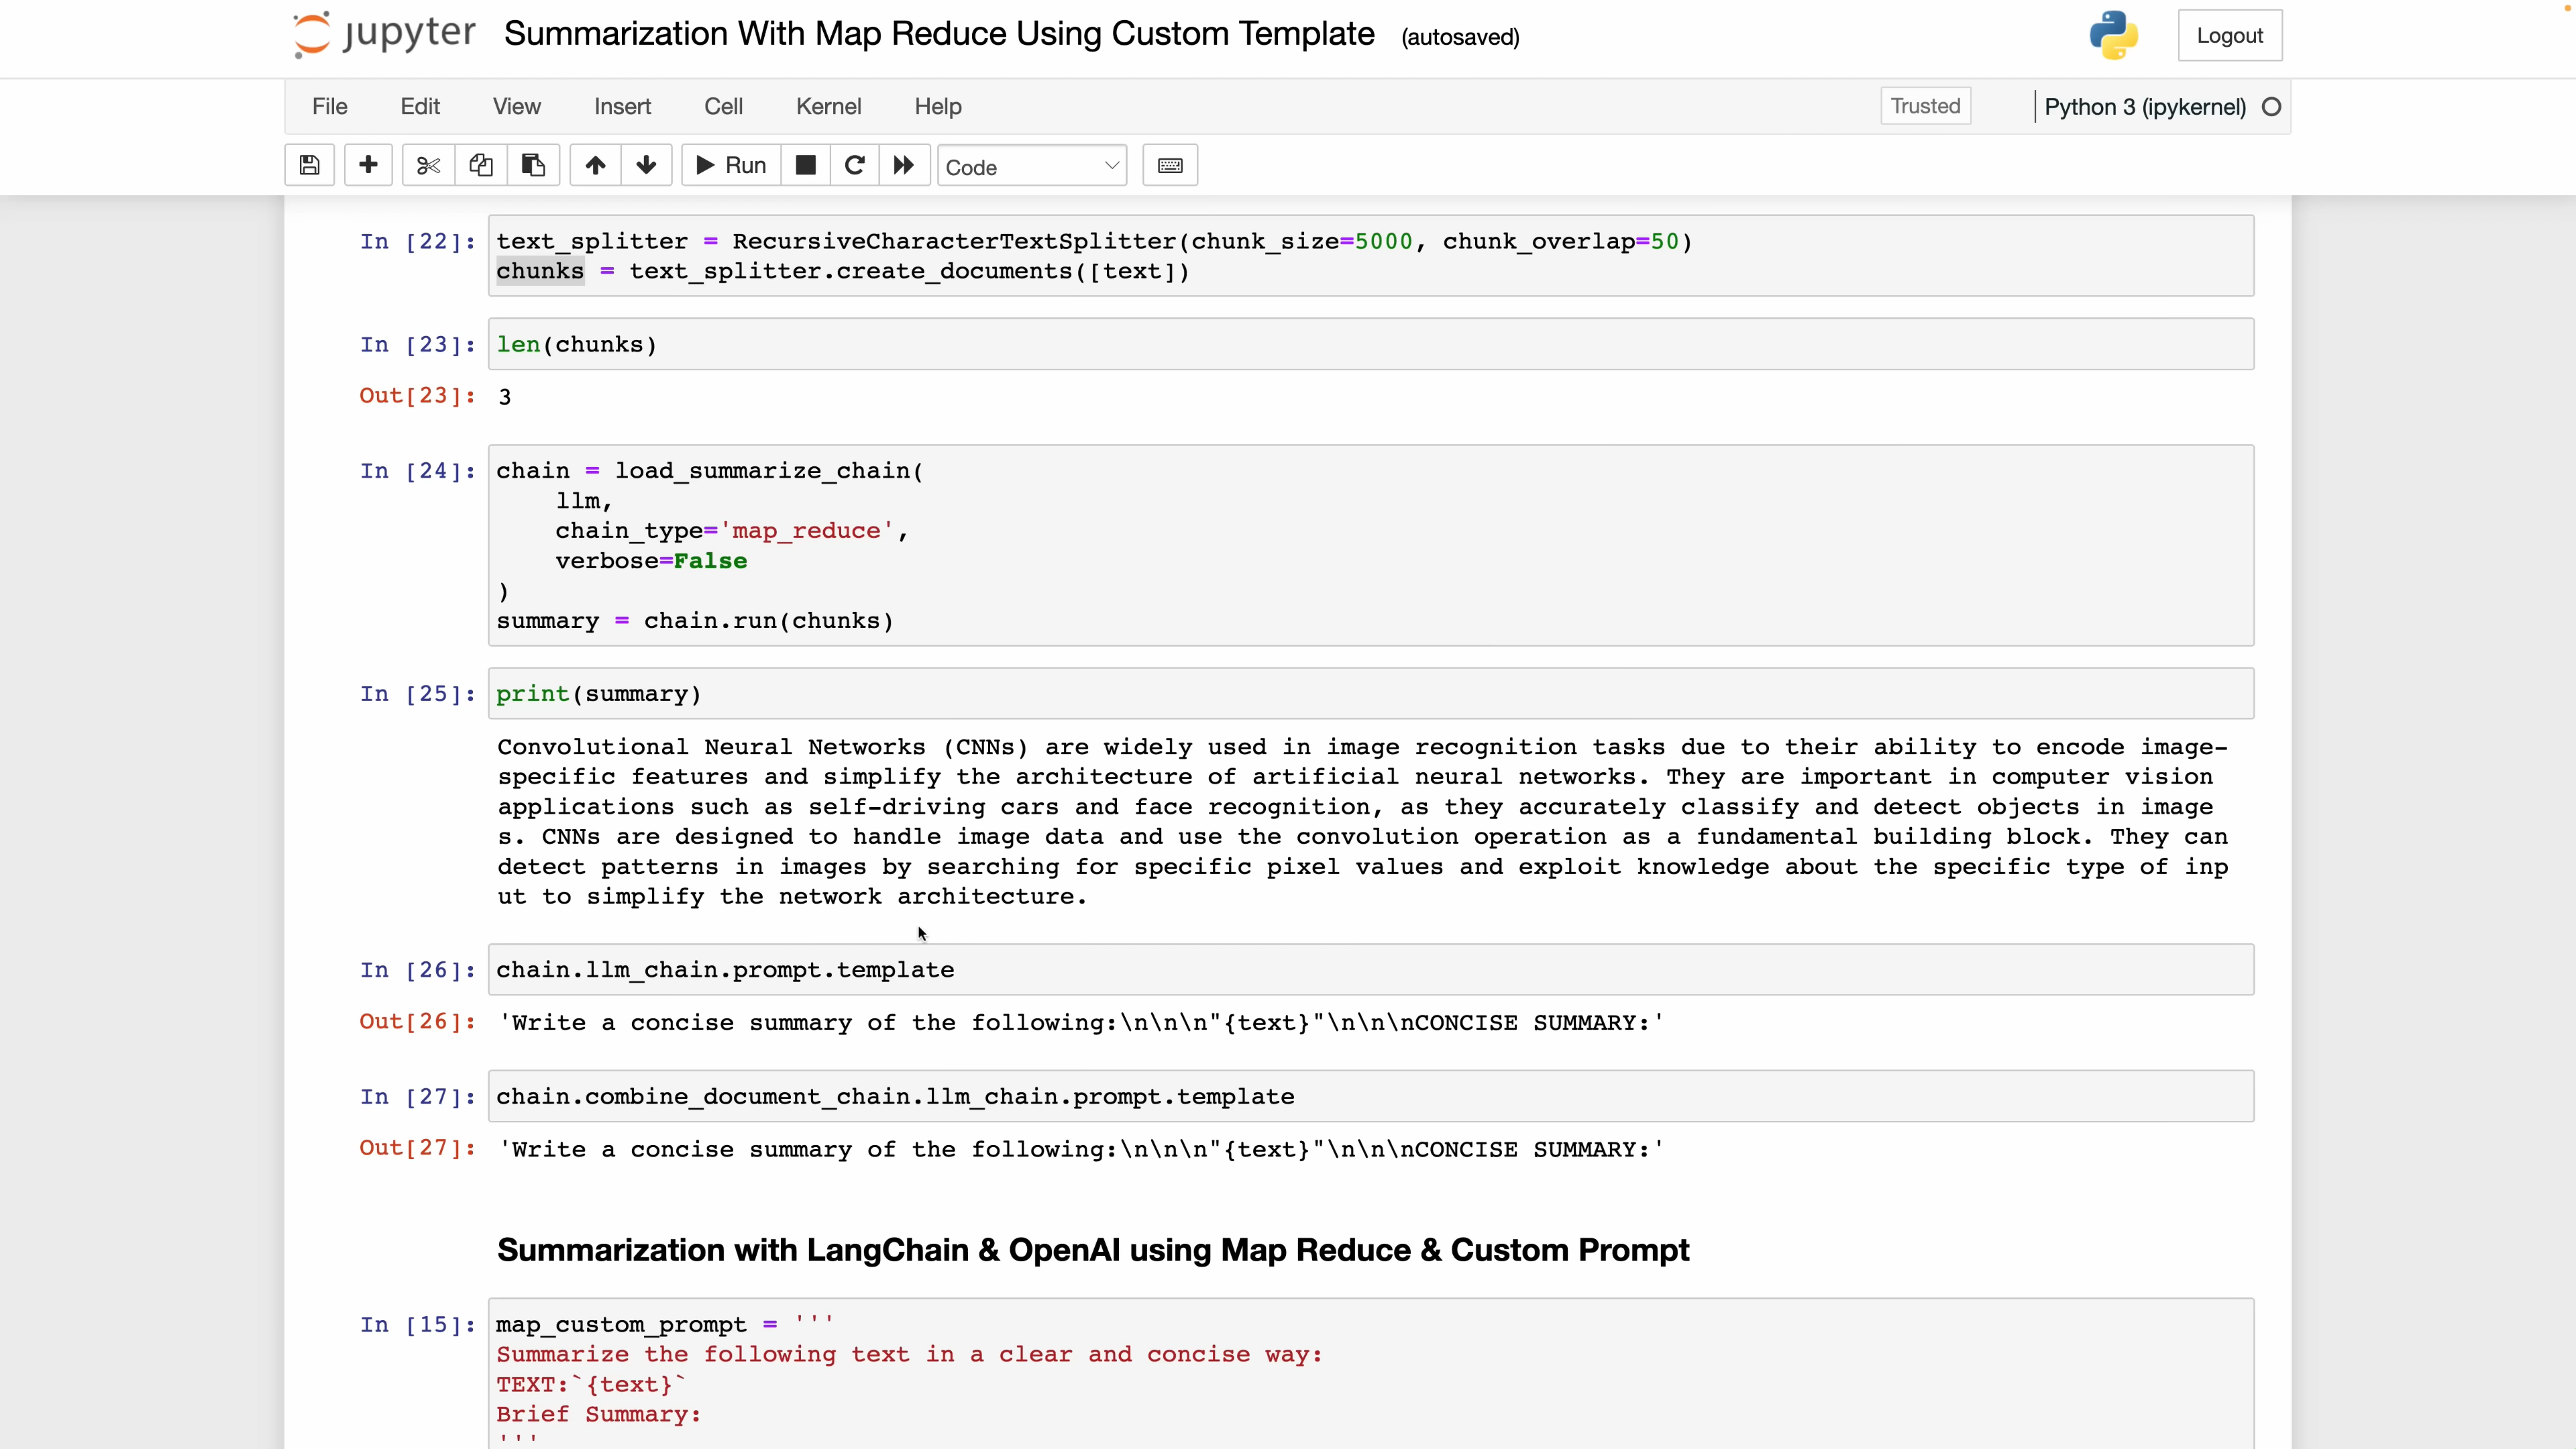 jupyter Summarization With Map Reduce Using Custom Template (autosaved) Logout
File Edit View Insert Cell Kernel Help Trusted Python 3 (ipykernel)
Run Code
In [22]: text_splitter = RecursiveCharacterTextSplitter(chunk_size=5000, chunk_overlap=50)
chunks = text_splitter.create_documents([text])
In [23]: len(chunks)
Out[23]: 3
In [24]: chain = load_summarize_chain(
    llm,
    chain_type='map_reduce',
    verbose=False
)
summary = chain.run(chunks)
In [25]: print(summary)
Convolutional Neural Networks (CNNs) are widely used in image recognition tasks due to their ability to encode image-
specific features and simplify the architecture of artificial neural networks. They are important in computer vision
applications such as self-driving cars and face recognition, as they accurately classify and detect objects in image
s. CNNs are designed to handle image data and use the convolution operation as a fundamental building block. They can
detect patterns in images by searching for specific pixel values and exploit knowledge about the specific type of inp
ut to simplify the network architecture.
In [26]: chain.llm_chain.prompt.template
Out[26]: 'Write a concise summary of the following:\n\n\n"{text}"\n\n\nCONCISE SUMMARY:'
In [27]: chain.combine_document_chain.llm_chain.prompt.template
Out[27]: 'Write a concise summary of the following:\n\n\n"{text}"\n\n\nCONCISE SUMMARY:'
Summarization with LangChain & OpenAI using Map Reduce & Custom Prompt
In [15]: map_custom_prompt = '''
Summarize the following text in a clear and concise way:
TEXT:`{text}`
Brief Summary:
'''